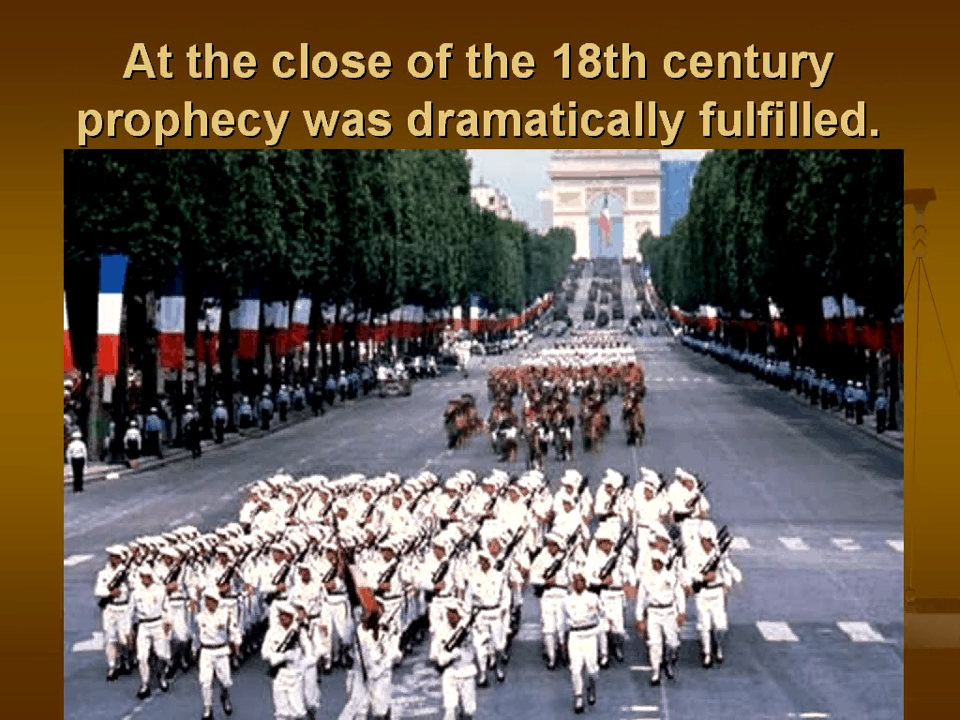 At the close of the 18th century
prophecy was dramatically fulfilled.